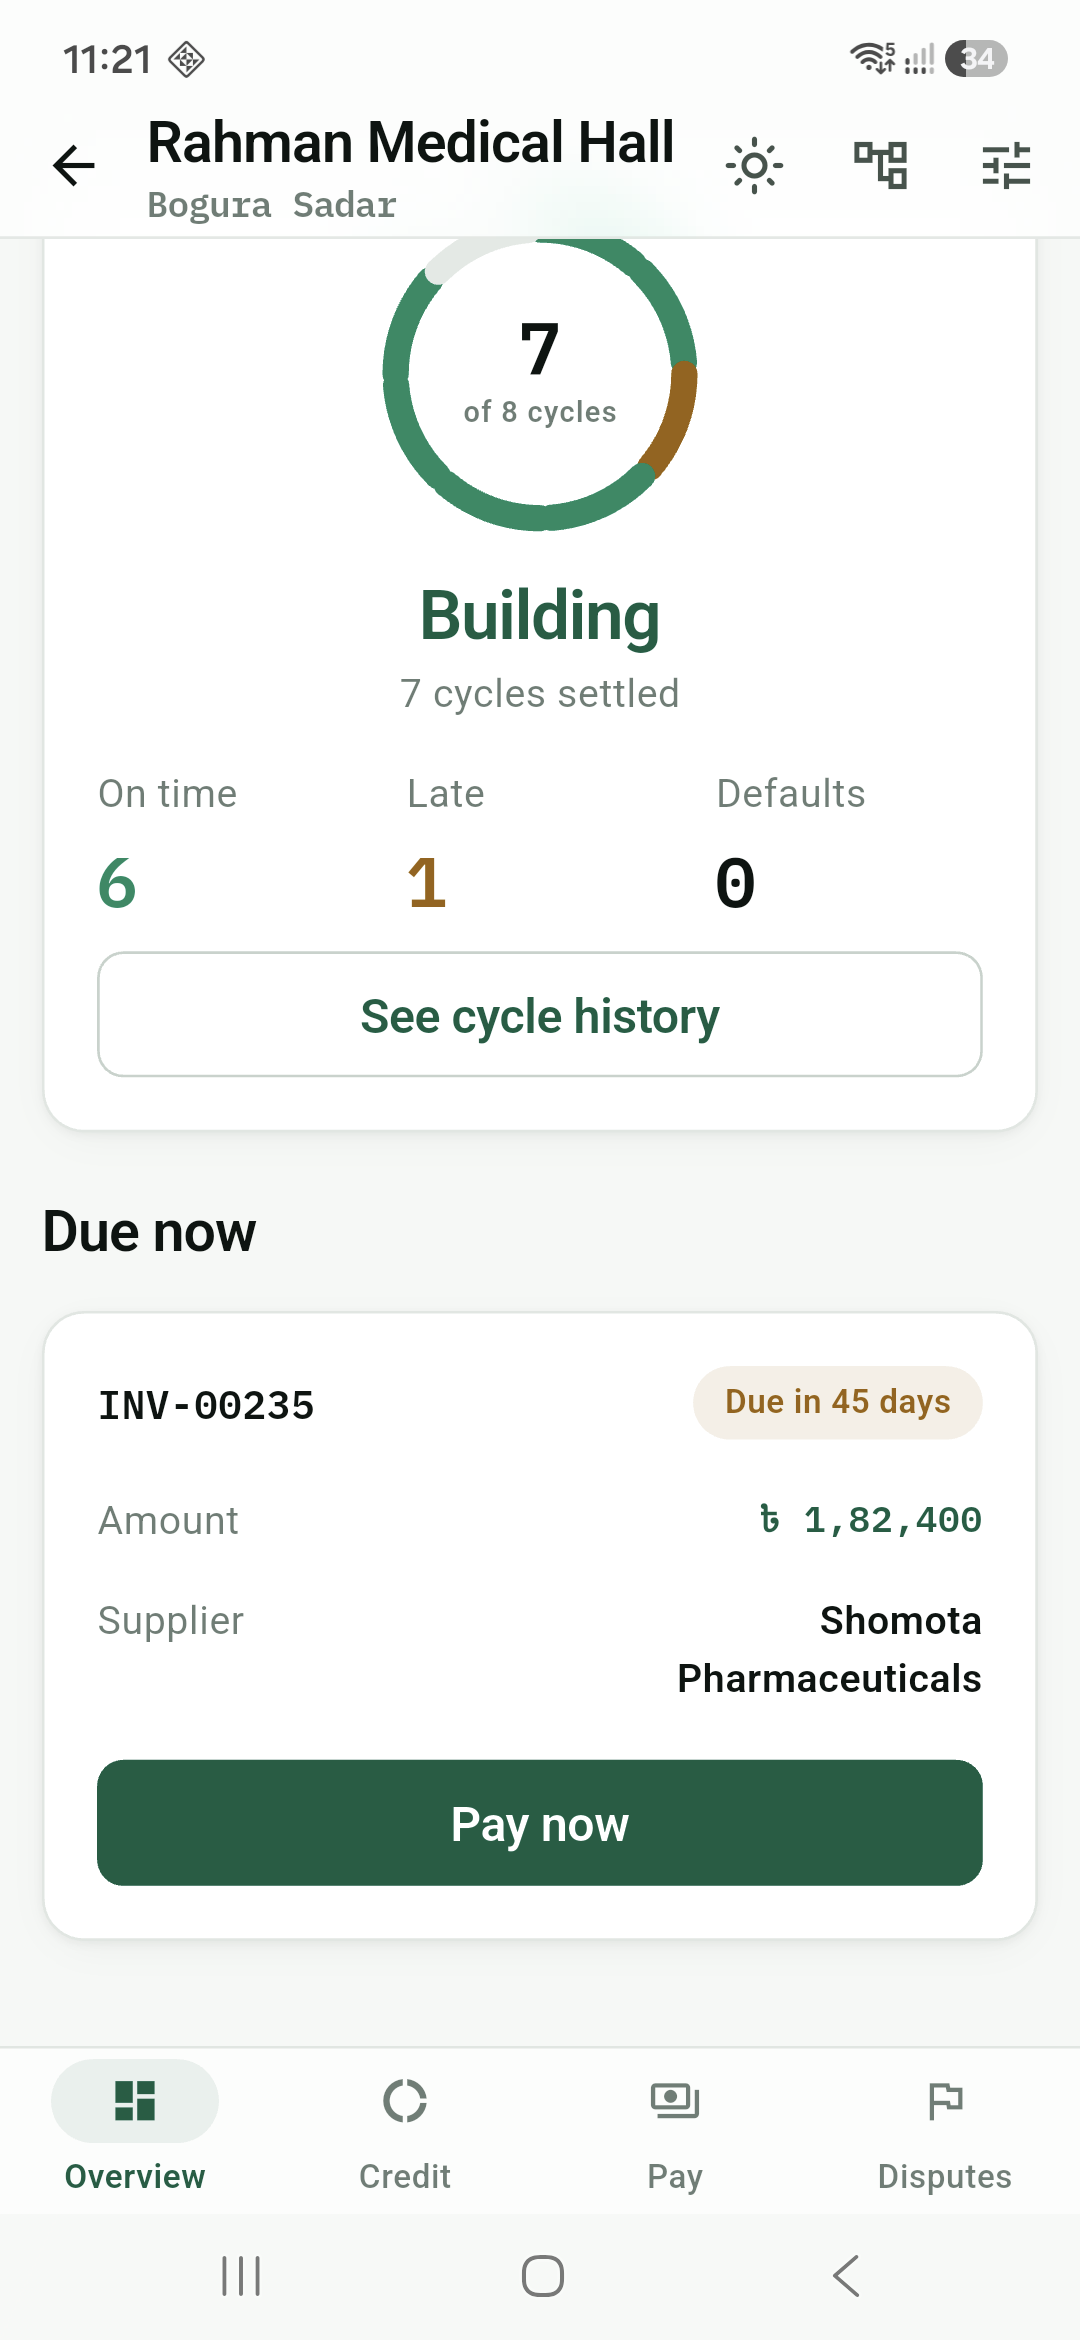 11:21
5
34
Rahman Medical Hall
Bogura Sadar
7
of 8 cycles
Building
7 cycles settled
On time Late Defaults
6 1 0
See cycle history
Due now
INV-00235 Due in 45 days
Amount ৳ 1,82,400
Supplier Shomota
Pharmaceuticals
Pay now
Overview Credit Pay Disputes